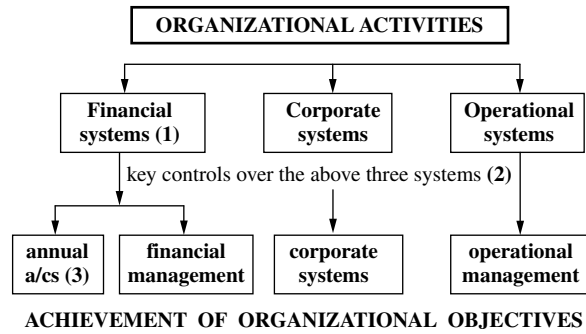 ORGANIZATIONAL ACTIVITIES
Financial
systems (1)
Corporate
systems
Operational
systems
key controls over the above three systems (2)
annual
a/cs (3)
financial
management
corporate
systems
operational
management
ACHIEVEMENT OF ORGANIZATIONAL OBJECTIVES